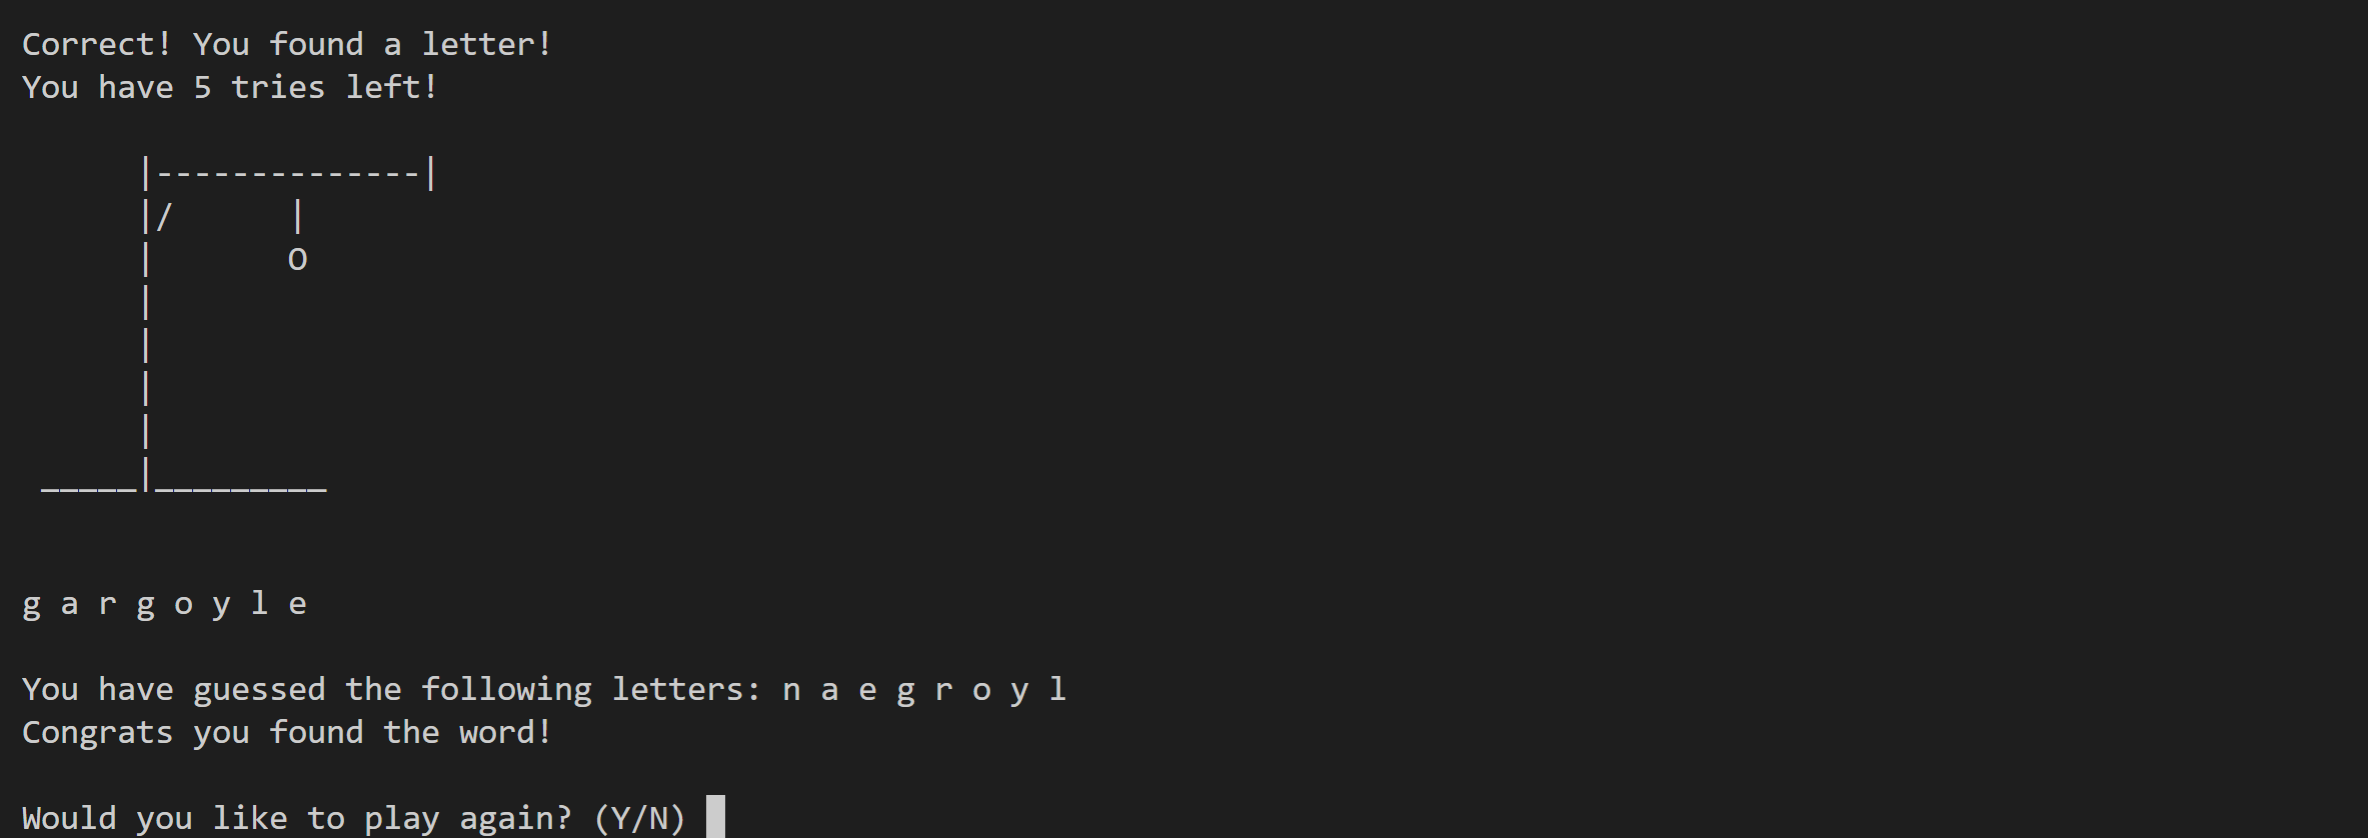 Correct! You found a letter!
You have 5 tries left!
      |--------------|
      |/      |
      |       O
      |
      |
      |
      |
 _____|_________
g a r g o y l e
You have guessed the following letters: n a e g r o y l
Congrats you found the word!
Would you like to play again? (Y/N)